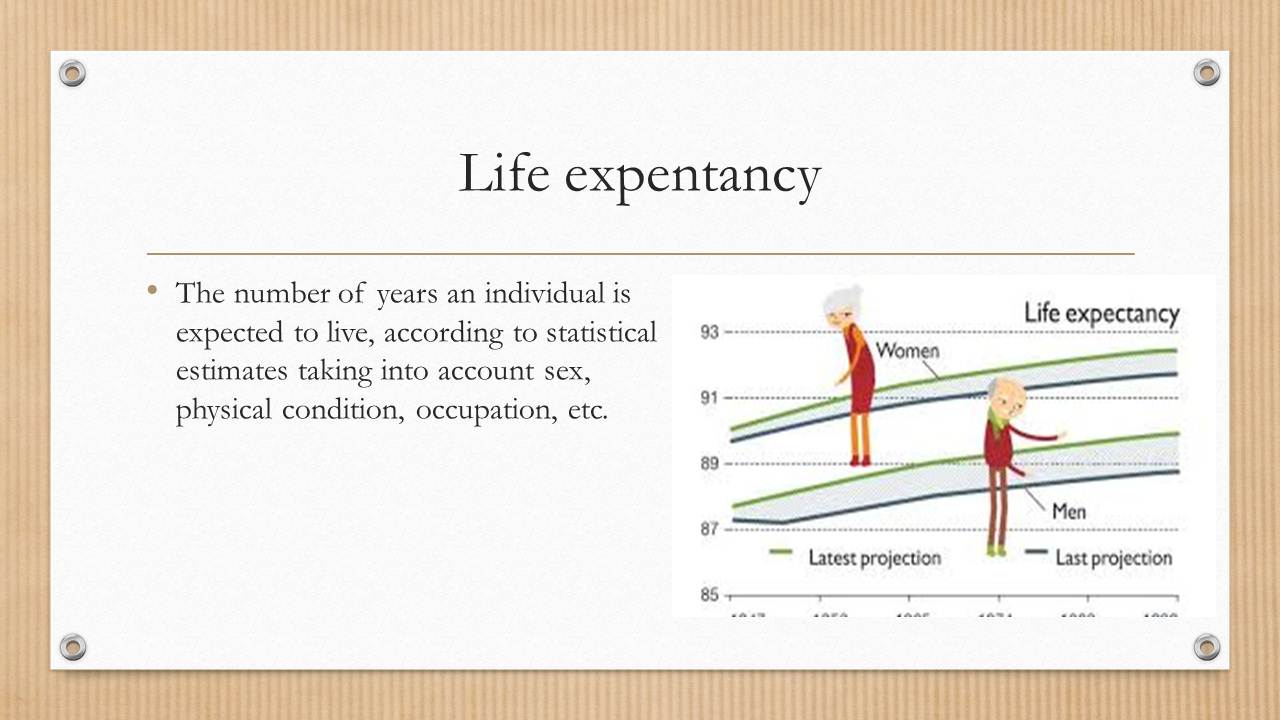 Life expentancy
• The number of years an individual is
expected to live, according to statistical
estimates taking into account sex,
physical condition, occupation, etc.
Life expectancy
93
Women
91
89
Men
87
Latest projection
Last projection
85